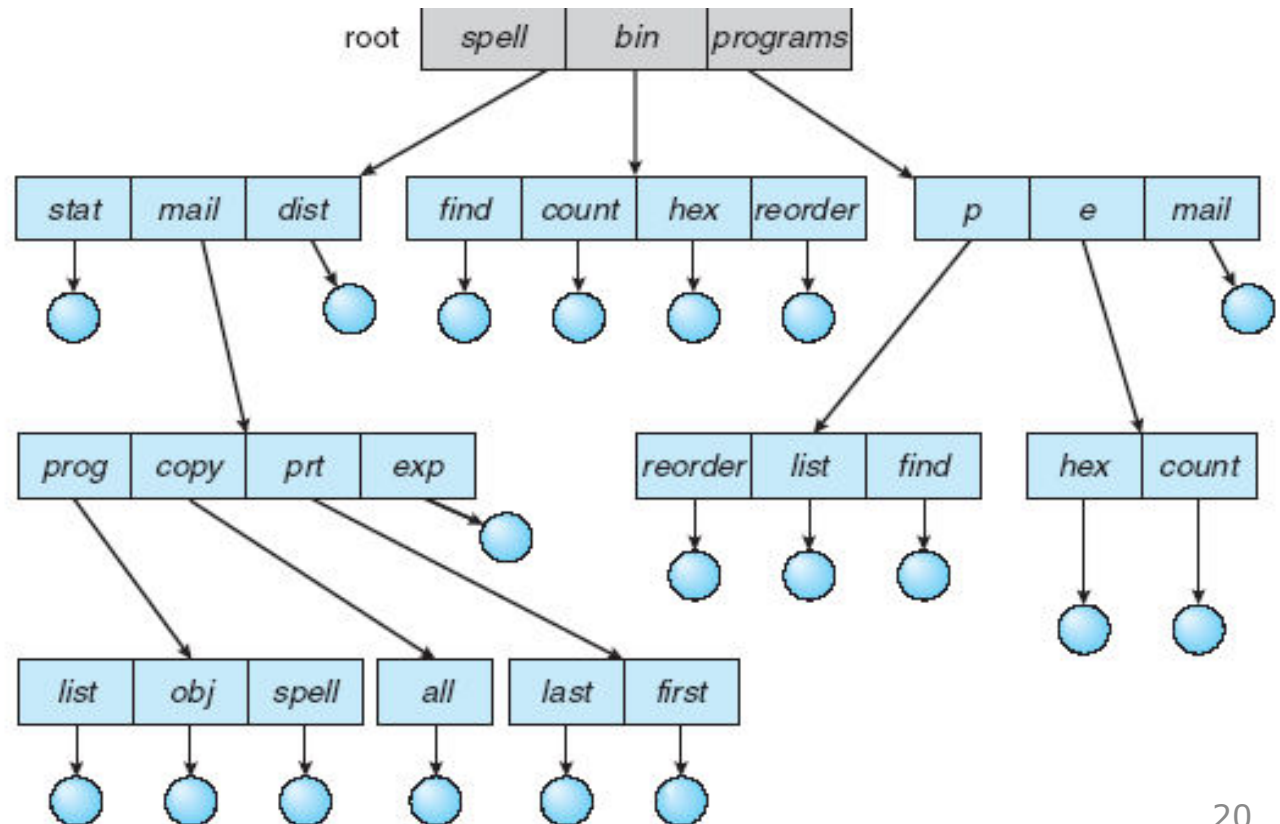 root spell bin programs
stat mail dist find count hex reorder p e mail
prog copy prt exp reorder list find hex count
list obj spell all last first
20